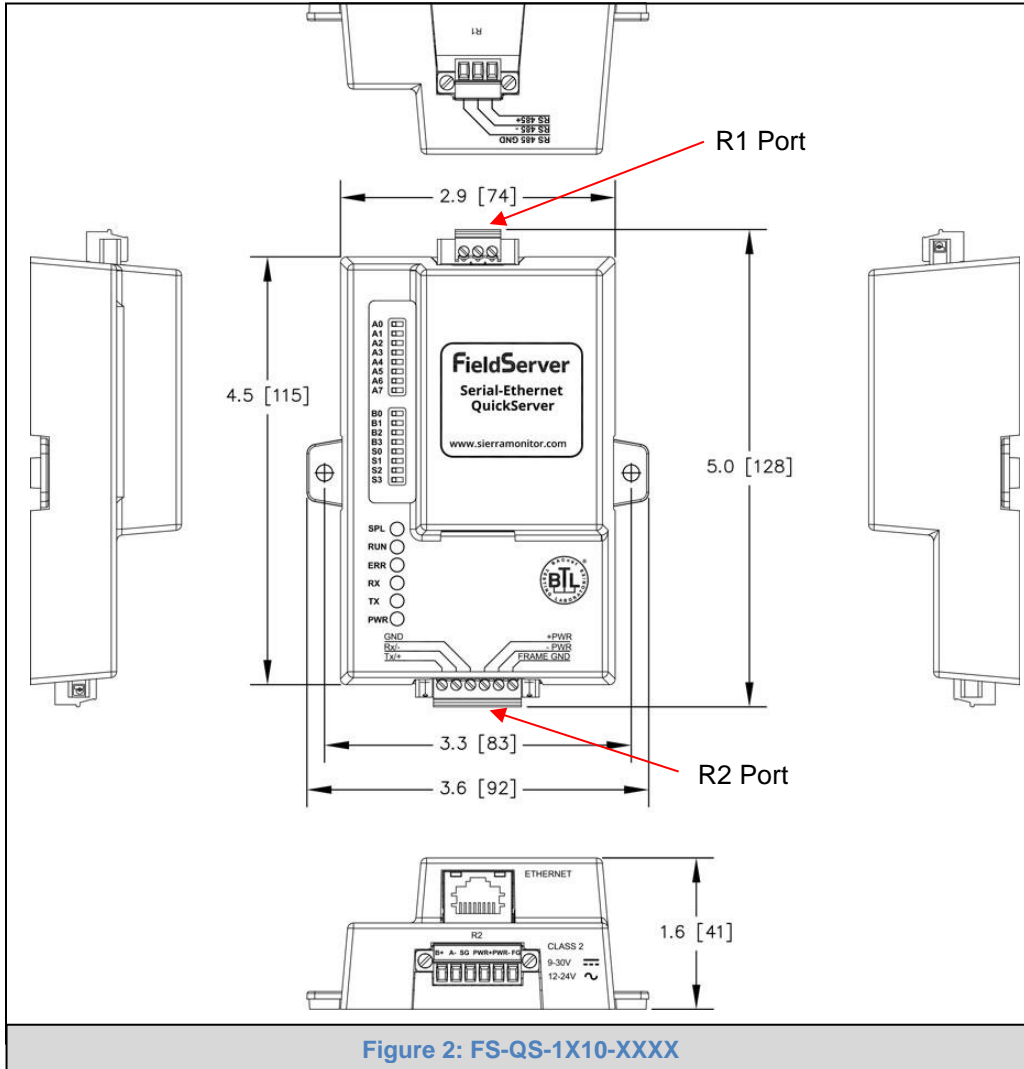 R1
RS 485+
RS 485 -
RS 485 GND
R1 Port
2.9 [74]
4.5 [115]
5.0 [128]
A0
A1
A2
A3
A4
A5
A6
A7
B0
B1
B2
B3
S0
S1
S2
S3
FieldServer
Serial-Ethernet
QuickServer
www.sierramonitor.com
SPL
RUN
ERR
RX
TX
PWR
BTL
®
GND
Rx/-
Tx/+
+PWR
- PWR
FRAME GND
3.3 [83]
3.6 [92]
R2 Port
ETHERNET
R2
B+ A- SG PWR+PWR- FG
CLASS 2
9-30V
12-24V
1.6 [41]
Figure 2: FS-QS-1X10-XXXX